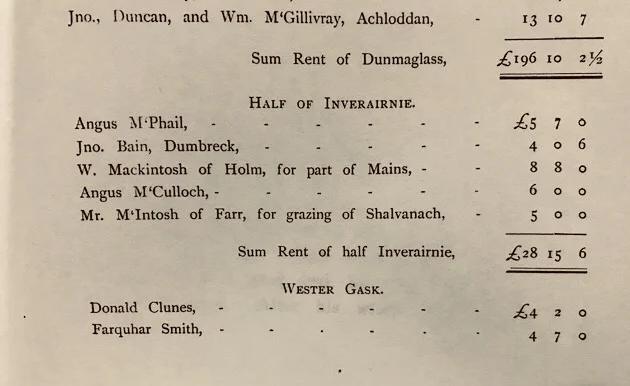 Jno., Duncan, and Wm. M‘Gillivray, Achloddan, - 13 10 7
Sum Rent of Dunmaglass, £196 10 2½
Half of Inverairnie.
Angus M‘Phail, - - - - - - £5 7 0
Jno. Bain, Dumbreck, - - - - - 4 0 6
W. Mackintosh of Holm, for part of Mains, - - 8 8 0
Angus M‘Culloch, - - - - - - 6 0 0
Mr. M‘Intosh of Farr, for grazing of Shalvanach, - 5 0 0
Sum Rent of half Inverairnie, £28 15 6
Wester Gask.
Donald Clunes, - - - - - - £4 2 0
Farquhar Smith, - - - - - - 4 7 0